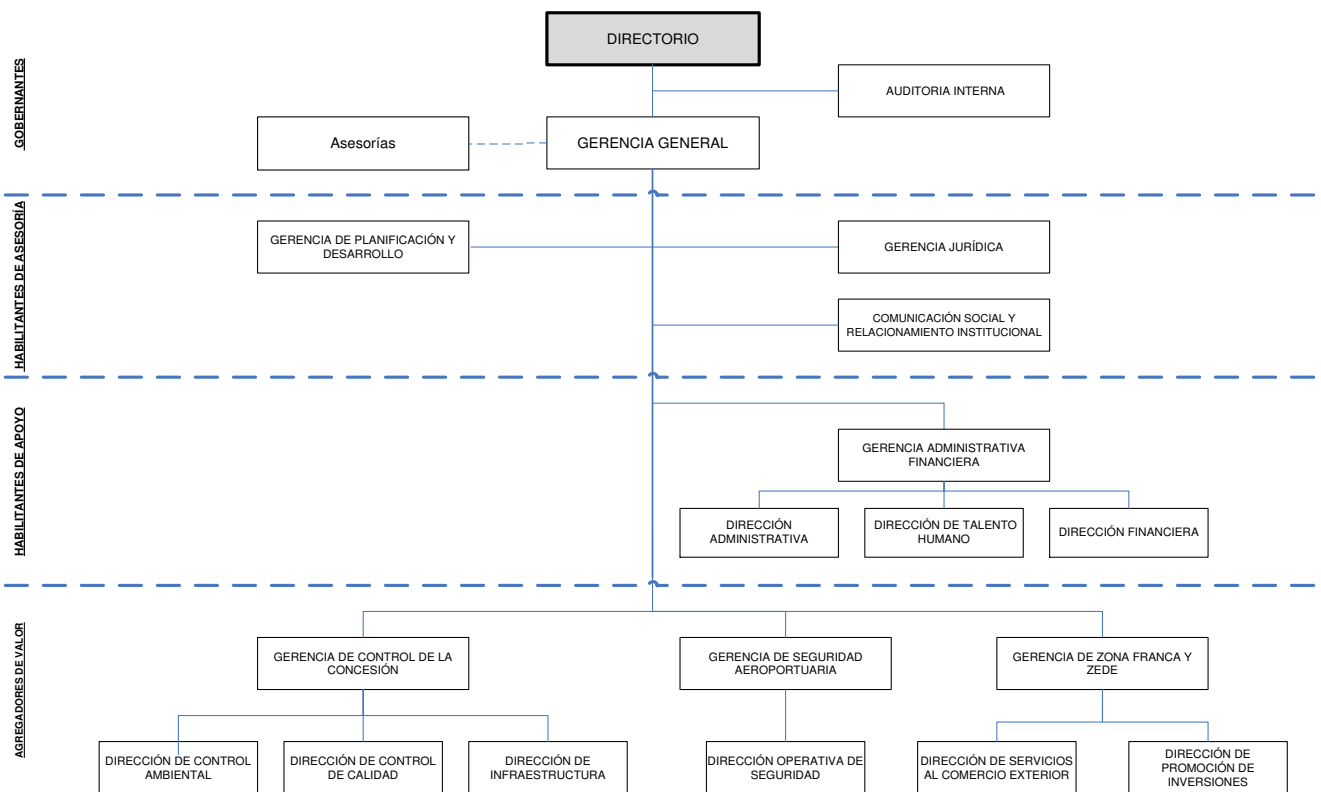 DIRECTORIO
GOBERNANTES
AUDITORIA INTERNA
Asesorías
GERENCIA GENERAL
HABILITANTES DE ASESORÍA
GERENCIA DE PLANIFICACIÓN Y
DESARROLLO
GERENCIA JURÍDICA
COMUNICACIÓN SOCIAL Y
RELACIONAMIENTO INSTITUCIONAL
HABILITANTES DE APOYO
GERENCIA ADMINISTRATIVA
FINANCIERA
DIRECCIÓN
ADMINISTRATIVA
DIRECCIÓN DE TALENTO
HUMANO
DIRECCIÓN FINANCIERA
AGREGADORES DE VALOR
GERENCIA DE CONTROL DE LA
CONCESIÓN
GERENCIA DE SEGURIDAD
AEROPORTUARIA
GERENCIA DE ZONA FRANCA Y
ZEDE
DIRECCIÓN DE CONTROL
AMBIENTAL
DIRECCIÓN DE CONTROL
DE CALIDAD
DIRECCIÓN DE
INFRAESTRUCTURA
DIRECCIÓN OPERATIVA DE
SEGURIDAD
DIRECCIÓN DE SERVICIOS
AL COMERCIO EXTERIOR
DIRECCIÓN DE
PROMOCIÓN DE
INVERSIONES